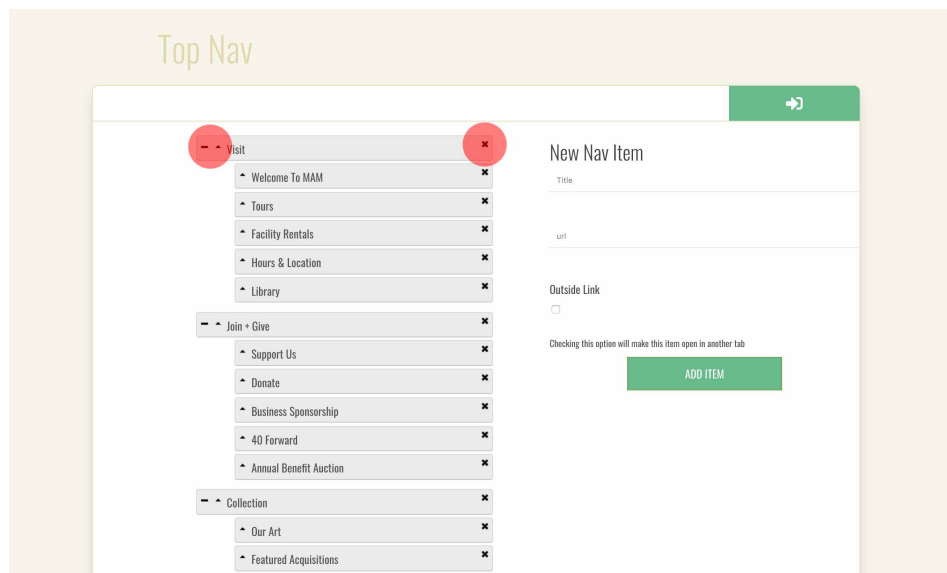 Top Nav
Visit
Welcome To MAM
Tours
Facility Rentals
Hours & Location
Library
Join + Give
Support Us
Donate
Business Sponsorship
40 Forward
Annual Benefit Auction
Collection
Our Art
Featured Acquisitions
New Nav Item
Title
url
Outside Link
Checking this option will make this item open in another tab
ADD ITEM